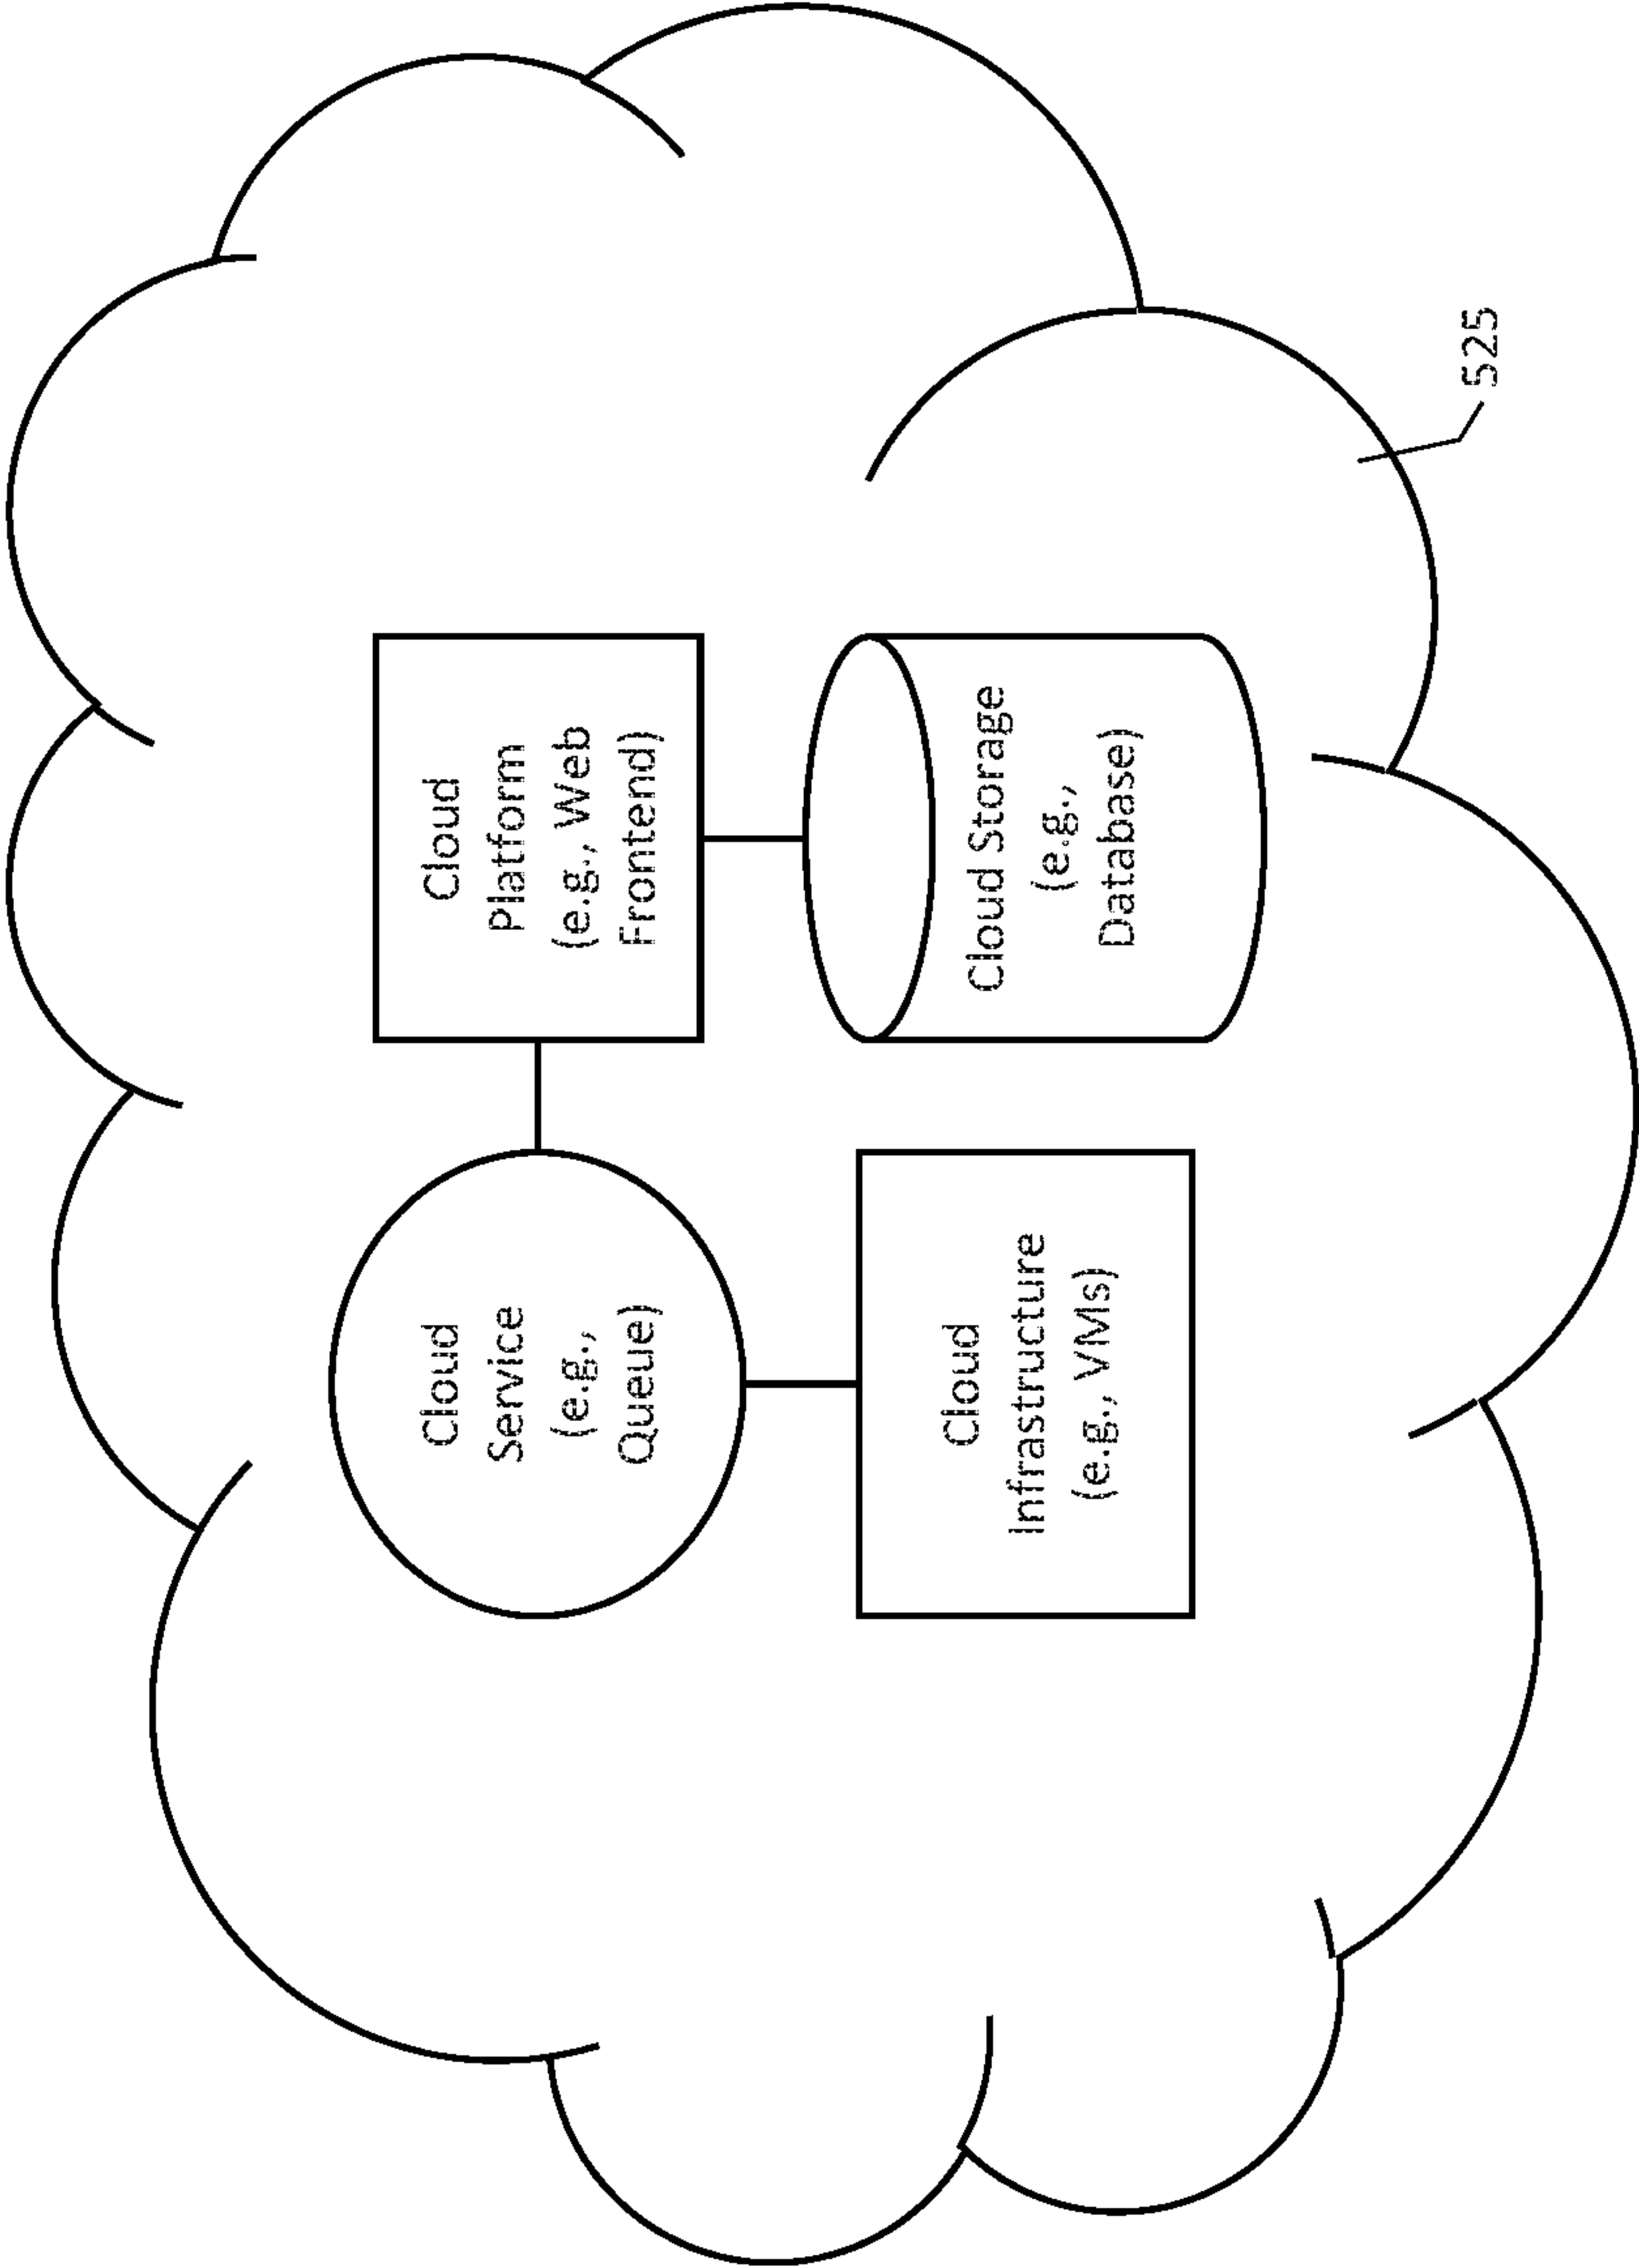 Cloud
Service
(e.g.,
Queue)
Cloud
Platform
(e.g., Web
Frontend)
Cloud
Infrastructure
(e.g., VMs)
Cloud Storage
(e.g.,
Database)
525